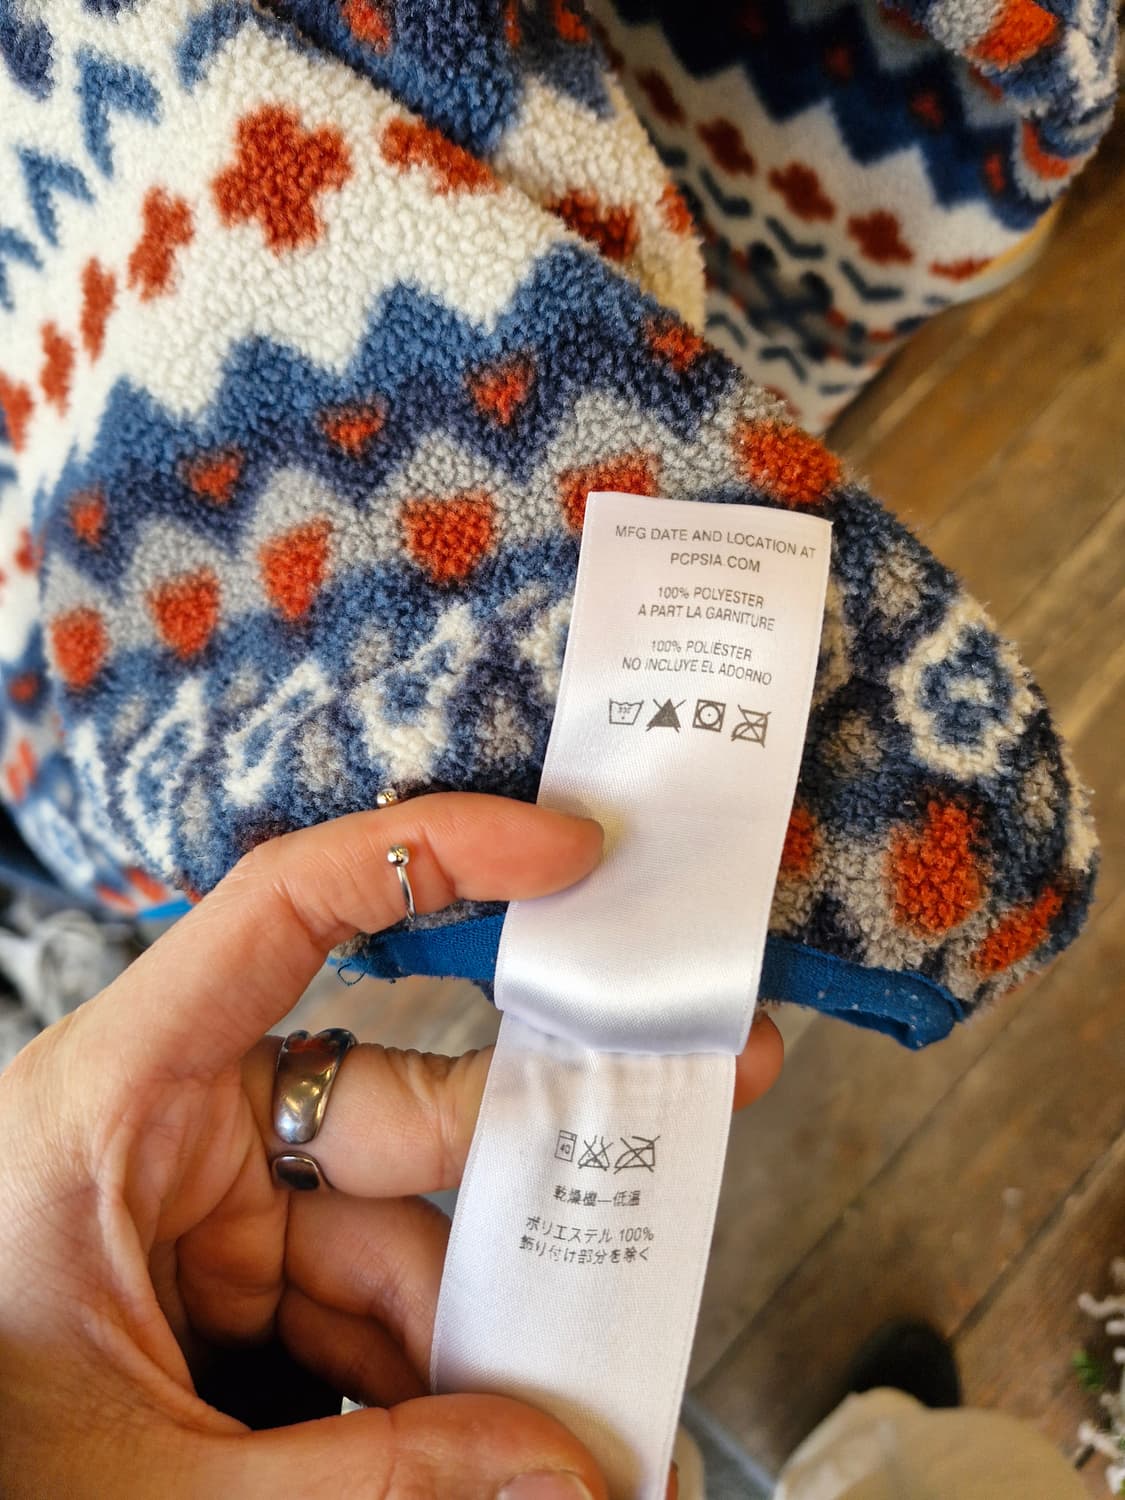 MFG DATE AND LOCATION AT
PCPSIA.COM
100% POLYESTER
A PART LA GARNITURE
100% POLIÉSTER
NO INCLUYE EL ADORNO
40
乾燥機—低温
ポリエステル 100%
飾り付け部分を除く